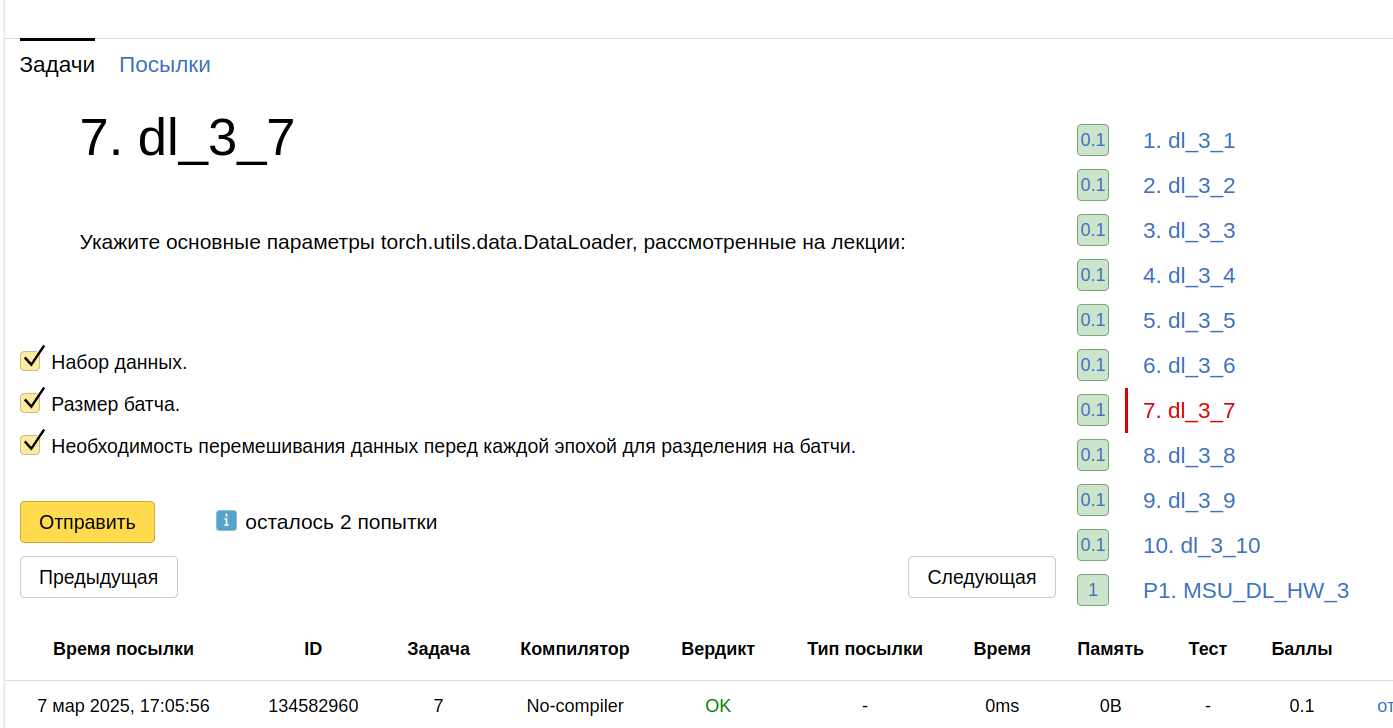 Задачи Посылки
7. dl_3_7
Укажите основные параметры torch.utils.data.DataLoader, рассмотренные на лекции:
Набор данных.
Размер батча.
Необходимость перемешивания данных перед каждой эпохой для разделения на батчи.
Отправить
осталось 2 попытки
Предыдущая
Следующая
0.1 1. dl_3_1
0.1 2. dl_3_2
0.1 3. dl_3_3
0.1 4. dl_3_4
0.1 5. dl_3_5
0.1 6. dl_3_6
0.1 7. dl_3_7
0.1 8. dl_3_8
0.1 9. dl_3_9
0.1 10. dl_3_10
1 P1. MSU_DL_HW_3
Время посылки ID Задача Компилятор Вердикт Тип посылки Время Память Тест Баллы
7 мар 2025, 17:05:56 134582960 7 No-compiler OK - 0ms 0B - 0.1